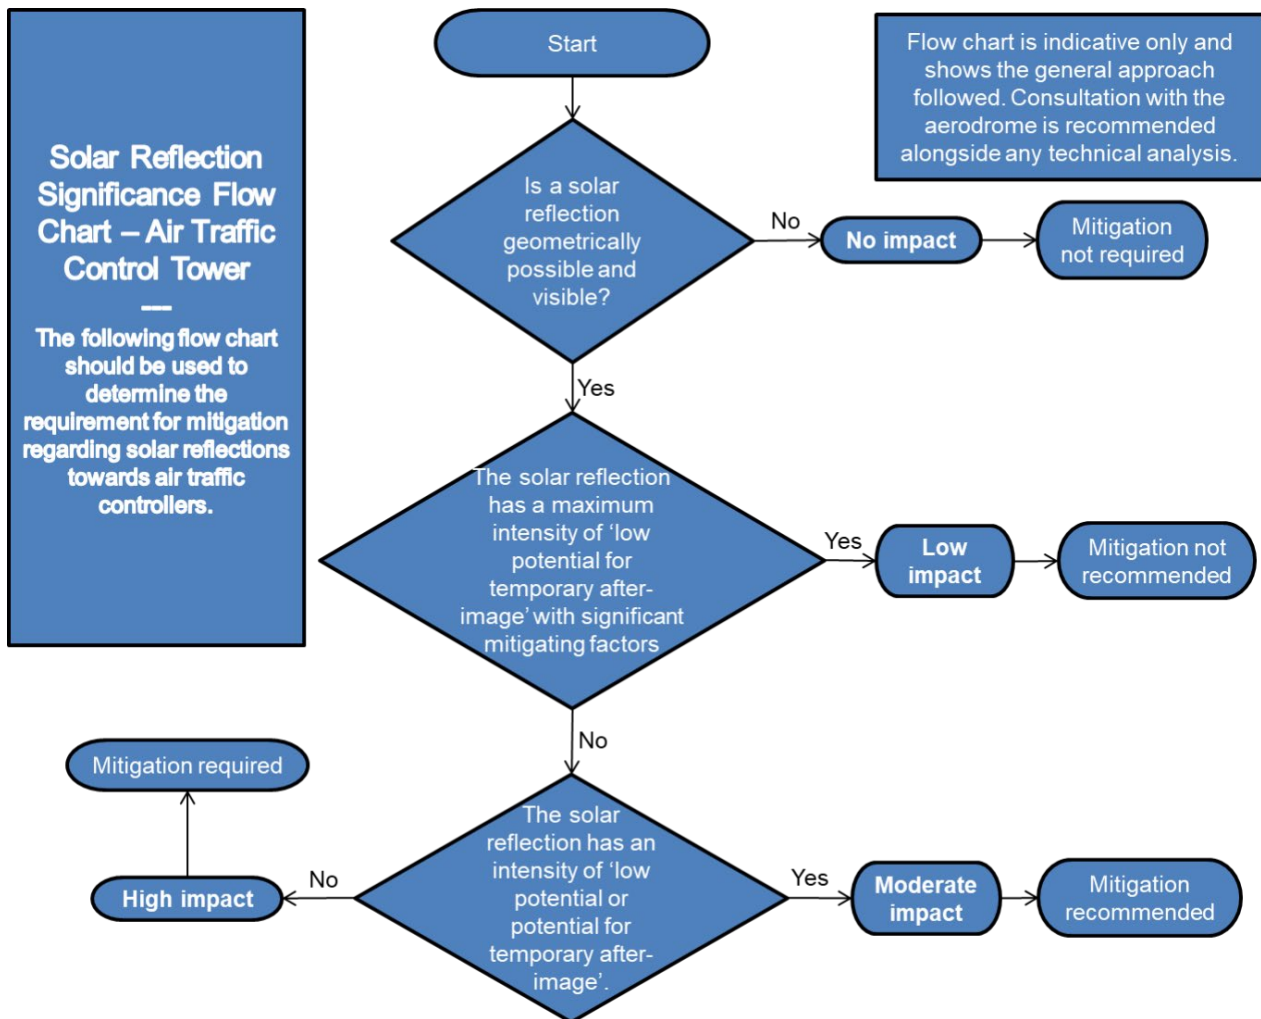 Solar Reflection
Significance Flow
Chart – Air Traffic
Control Tower
---
The following flow chart
should be used to
determine the
requirement for mitigation
regarding solar reflections
towards air traffic
controllers.
Start
Flow chart is indicative only and
shows the general approach
followed. Consultation with the
aerodrome is recommended
alongside any technical analysis.
Is a solar
reflection
geometrically
possible and
visible?
No
No impact
Mitigation
not required
Yes
The solar reflection
has a maximum
intensity of ‘low
potential for
temporary after-
image’ with significant
mitigating factors
Yes
Low
impact
Mitigation not
recommended
No
The solar
reflection has an
intensity of ‘low
potential or
potential for
temporary after-
image’.
Yes
Moderate
impact
Mitigation
recommended
No
High impact
Mitigation required